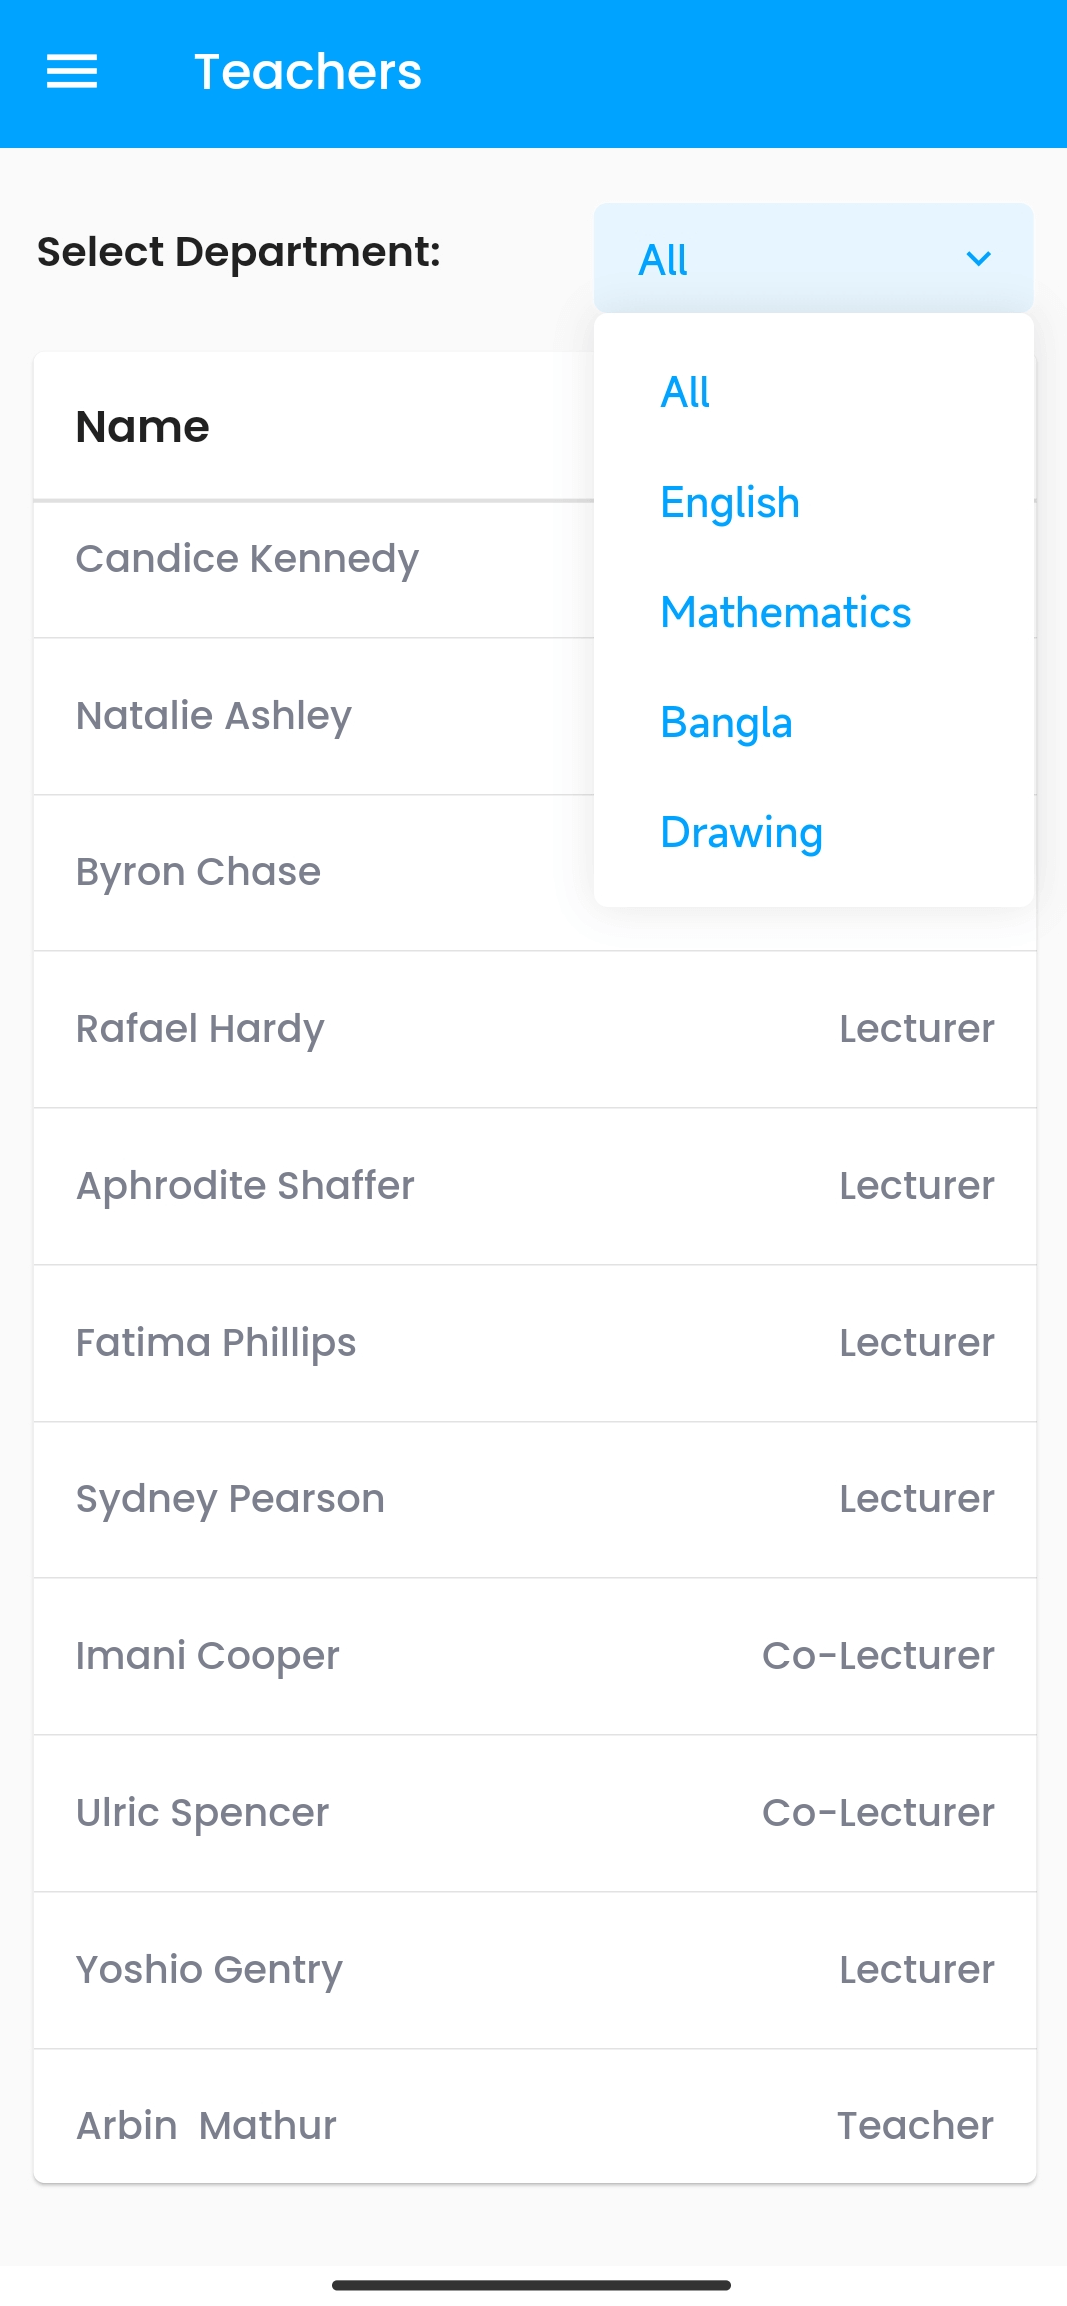 Teachers
Select Department:
All
All
English
Mathematics
Bangla
Drawing
Name
Candice Kennedy
Natalie Ashley
Byron Chase
Rafael Hardy Lecturer
Aphrodite Shaffer Lecturer
Fatima Phillips Lecturer
Sydney Pearson Lecturer
Imani Cooper Co-Lecturer
Ulric Spencer Co-Lecturer
Yoshio Gentry Lecturer
Arbin Mathur Teacher